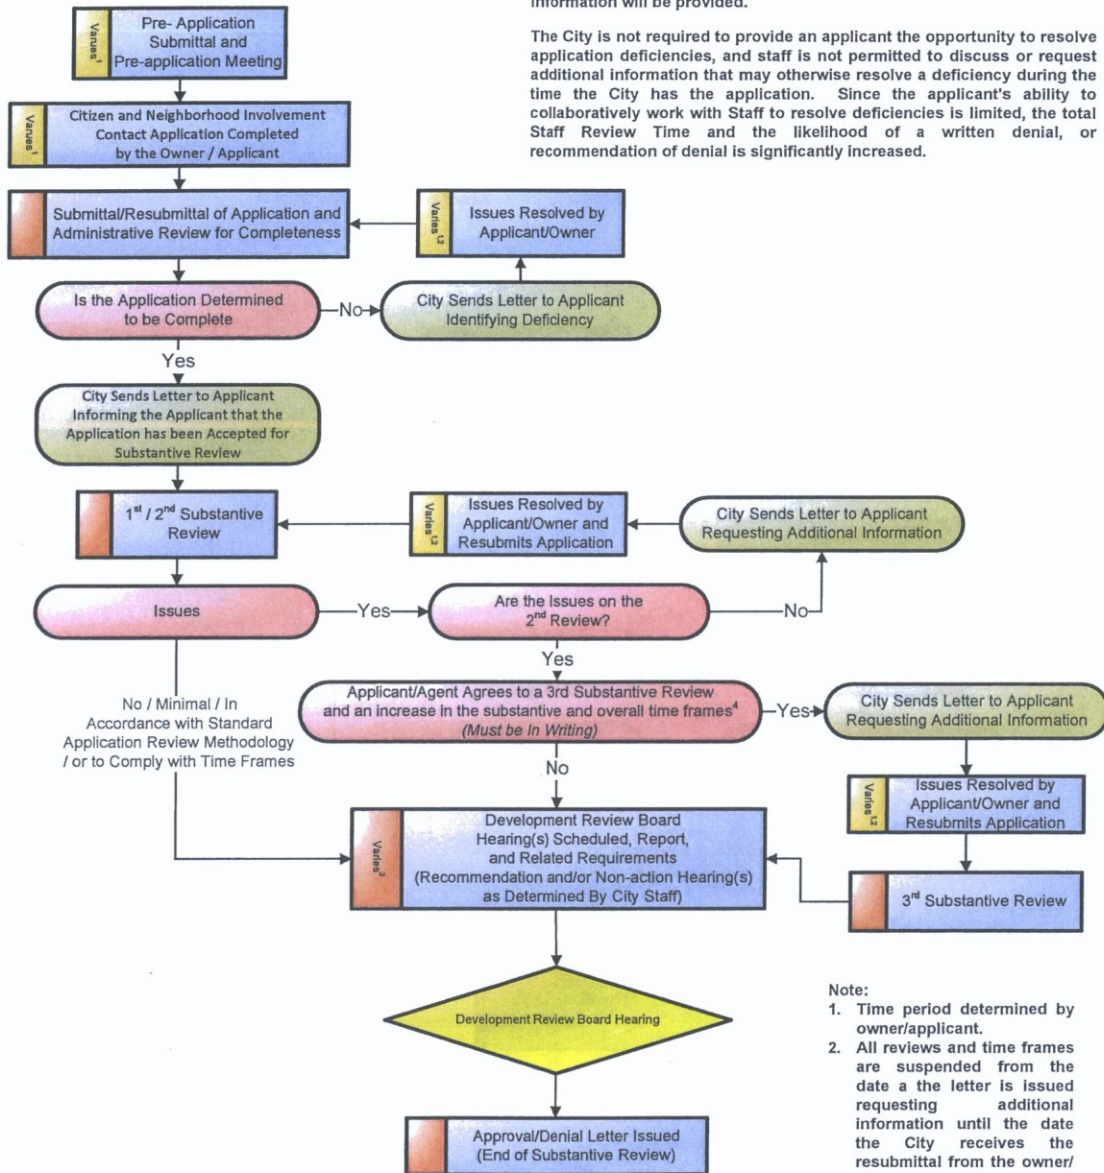 information will be provided.
The City is not required to provide an applicant the opportunity to resolve
application deficiencies, and staff is not permitted to discuss or request
additional information that may otherwise resolve a deficiency during the
time the City has the application. Since the applicant's ability to
collaboratively work with Staff to resolve deficiencies is limited, the total
Staff Review Time and the likelihood of a written denial, or
recommendation of denial is significantly increased.
Varues¹
Pre- Application
Submittal and
Pre-application Meeting
Varues¹
Citizen and Neighborhood Involvement
Contact Application Completed
by the Owner / Applicant
Submittal/Resubmittal of Application and
Administrative Review for Completeness
Varies¹,²
Issues Resolved by
Applicant/Owner
Is the Application Determined
to be Complete
No
City Sends Letter to Applicant
Identifying Deficiency
Yes
City Sends Letter to Applicant
Informing the Applicant that the
Application has been Accepted for
Substantive Review
1st / 2nd Substantive
Review
Varies¹,²
Issues Resolved by
Applicant/Owner and
Resubmits Application
City Sends Letter to Applicant
Requesting Additional Information
Issues
Yes
Are the Issues on the
2nd Review?
No
Yes
No / Minimal / In
Accordance with Standard
Application Review Methodology
/ or to Comply with Time Frames
Applicant/Agent Agrees to a 3rd Substantive Review
and an increase in the substantive and overall time frames⁴
(Must be In Writing)
Yes
City Sends Letter to Applicant
Requesting Additional Information
No
Varies¹,²
Issues Resolved by
Applicant/Owner and
Resubmits Application
Varies³
Development Review Board
Hearing(s) Scheduled, Report,
and Related Requirements
(Recommendation and/or Non-action Hearing(s)
as Determined By City Staff)
3rd Substantive Review
Development Review Board Hearing
Approval/Denial Letter Issued
(End of Substantive Review)
Note:
1. Time period determined by
owner/applicant.
2. All reviews and time frames
are suspended from the
date a the letter is issued
requesting additional
information until the date
the City receives the
resubmittal from the owner/